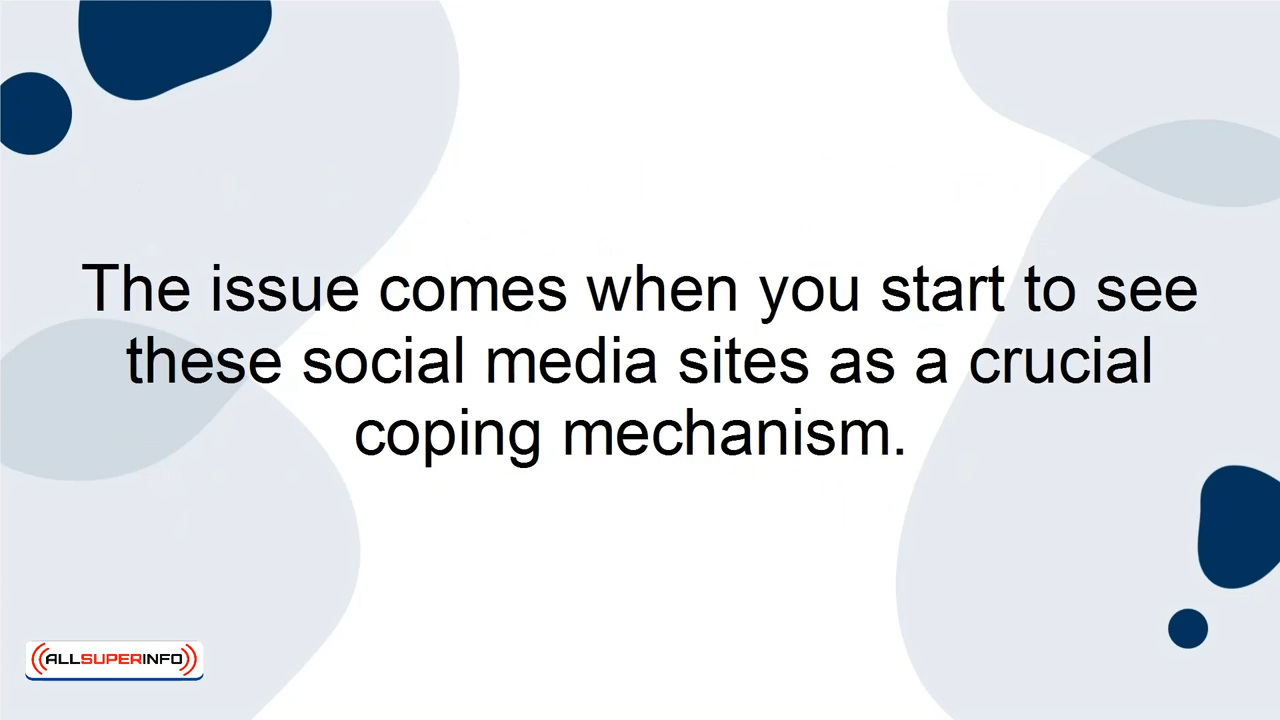 The issue comes when you start to see
these social media sites as a crucial
coping mechanism.
ALLSUPERINFO